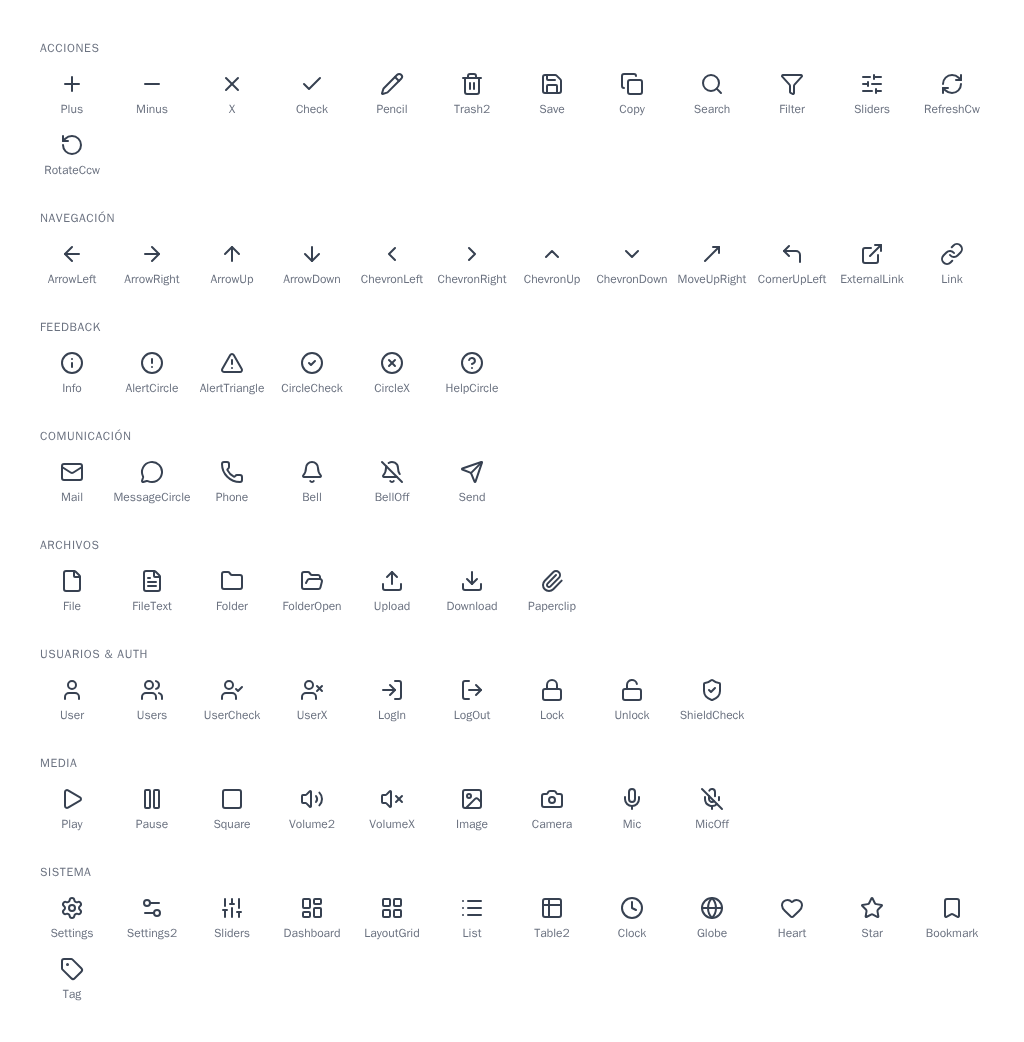 ACCIONES
Plus Minus X Check Pencil Trash2 Save Copy Search Filter Sliders RefreshCw
RotateCcw
NAVEGACIÓN
ArrowLeft ArrowRight ArrowUp ArrowDown ChevronLeft ChevronRight ChevronUp ChevronDown MoveUpRight CornerUpLeft ExternalLink Link
FEEDBACK
Info AlertCircle AlertTriangle CircleCheck CircleX HelpCircle
COMUNICACIÓN
Mail MessageCircle Phone Bell BellOff Send
ARCHIVOS
File FileText Folder FolderOpen Upload Download Paperclip
USUARIOS & AUTH
User Users UserCheck UserX LogIn LogOut Lock Unlock ShieldCheck
MEDIA
Play Pause Square Volume2 VolumeX Image Camera Mic MicOff
SISTEMA
Settings Settings2 Sliders Dashboard LayoutGrid List Table2 Clock Globe Heart Star Bookmark
Tag